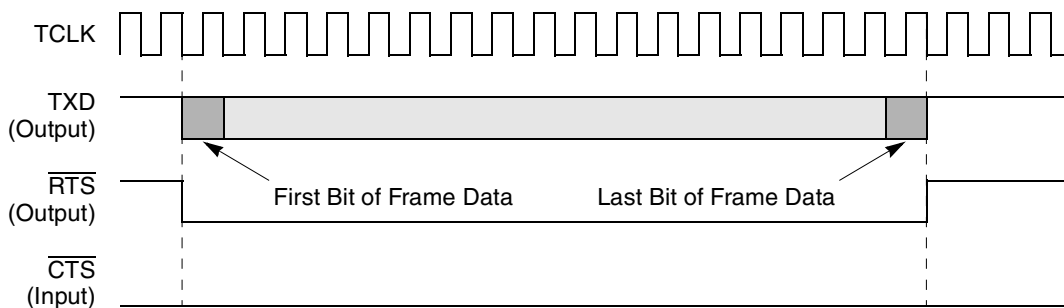 TCLK
TXD
(Output)
First Bit of Frame Data
Last Bit of Frame Data
RTS
(Output)
CTS
(Input)